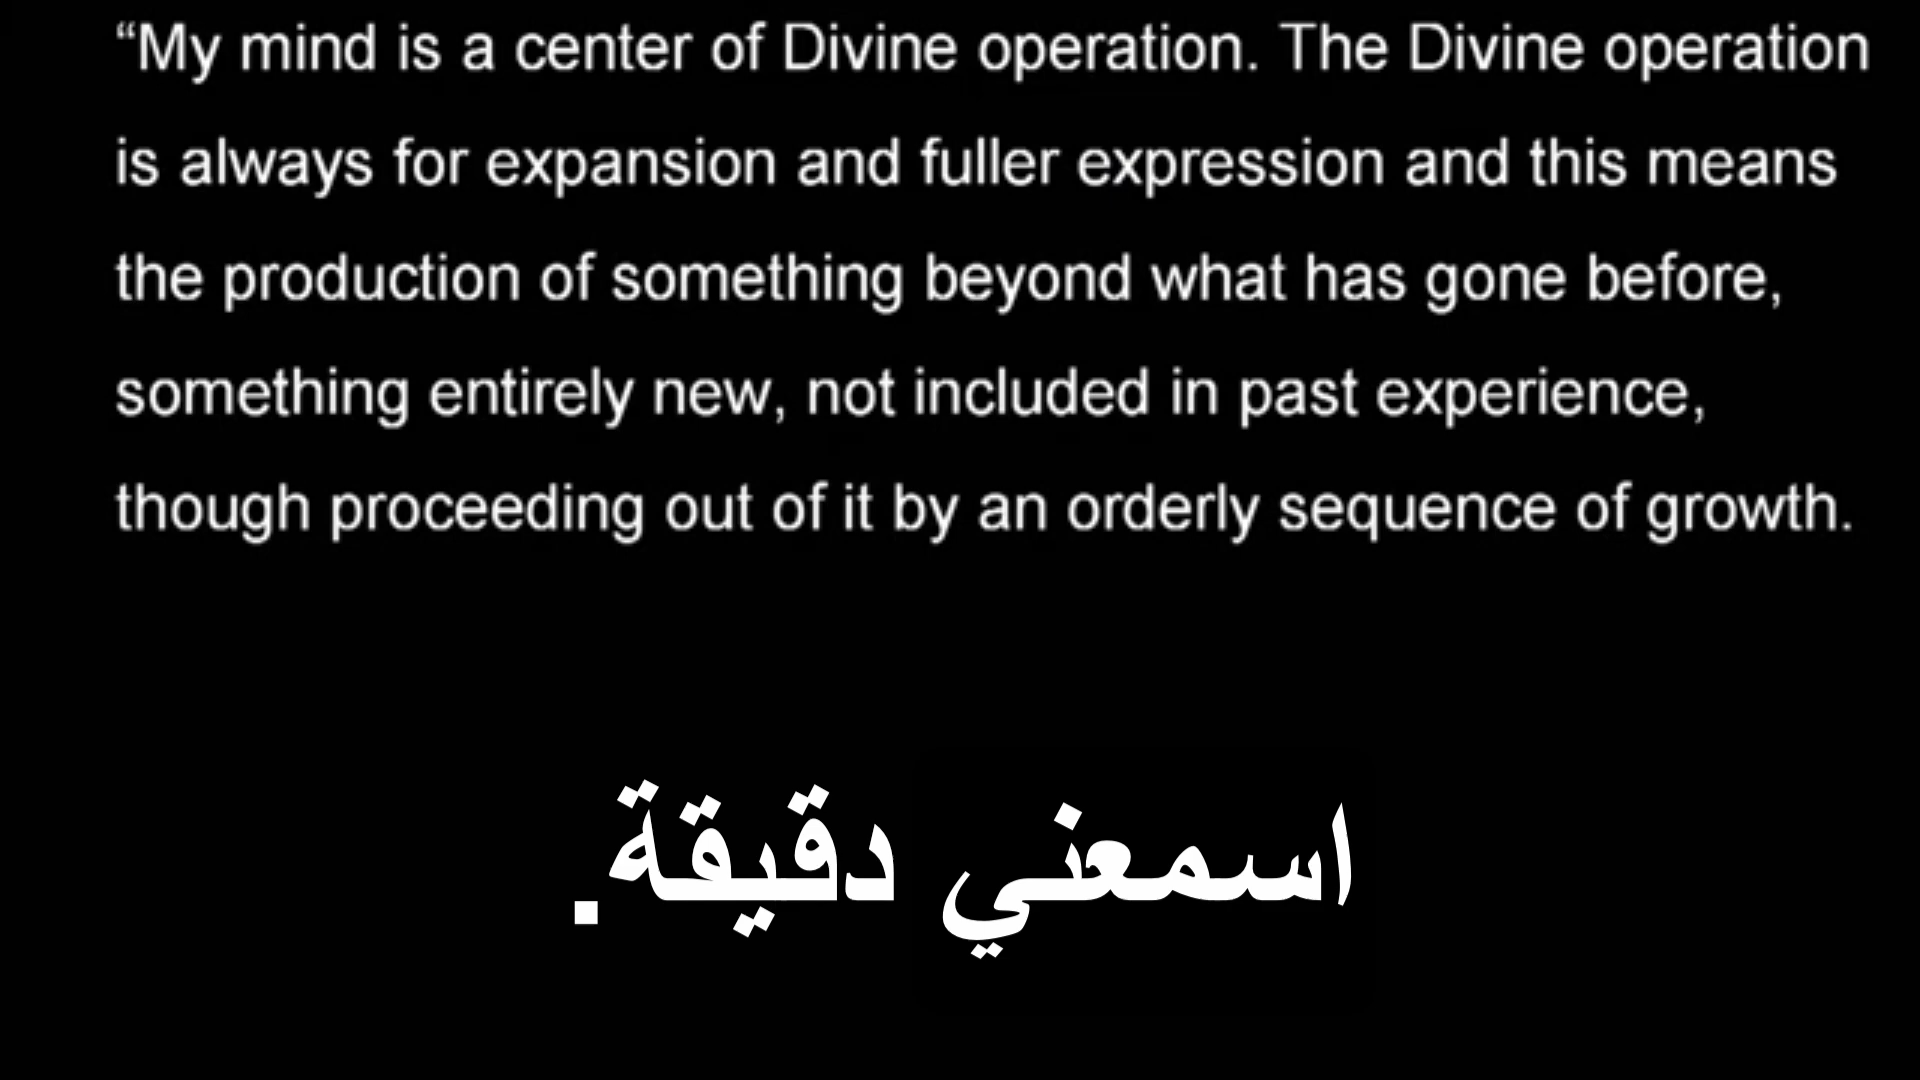 “My mind is a center of Divine operation. The Divine operation
is always for expansion and fuller expression and this means
the production of something beyond what has gone before,
something entirely new, not included in past experience,
though proceeding out of it by an orderly sequence of growth.
اسمعني دقيقة.